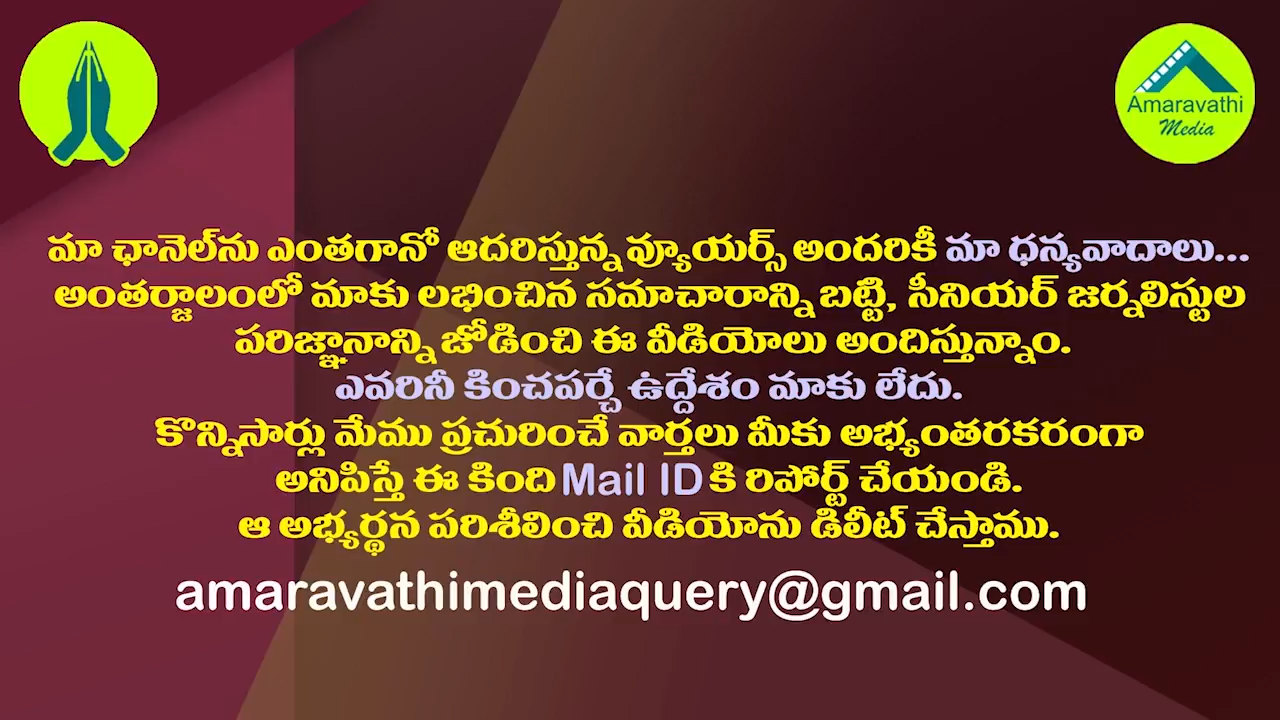 Amaravathi
Media
మా ఛానెల్‌ను ఎంతగానో ఆదరిస్తున్న వ్యూయర్స్ అందరికీ మా ధన్యవాదాలు...
అంతర్జాలంలో మాకు లభించిన సమాచారాన్ని బట్టి, సీనియర్ జర్నలిస్టుల
పరిజ్ఞానాన్ని జోడించి ఈ వీడియోలు అందిస్తున్నాం.
ఎవరినీ కించపర్చే ఉద్దేశం మాకు లేదు.
కొన్నిసార్లు మేము ప్రచురించే వార్తలు మీకు అభ్యంతరకరంగా
అనిపిస్తే ఈ కింది Mail ID కి రిపోర్ట్ చేయండి.
ఆ అభ్యర్థన పరిశీలించి వీడియోను డిలీట్ చేస్తాము.
amaravathimediaquery@gmail.com